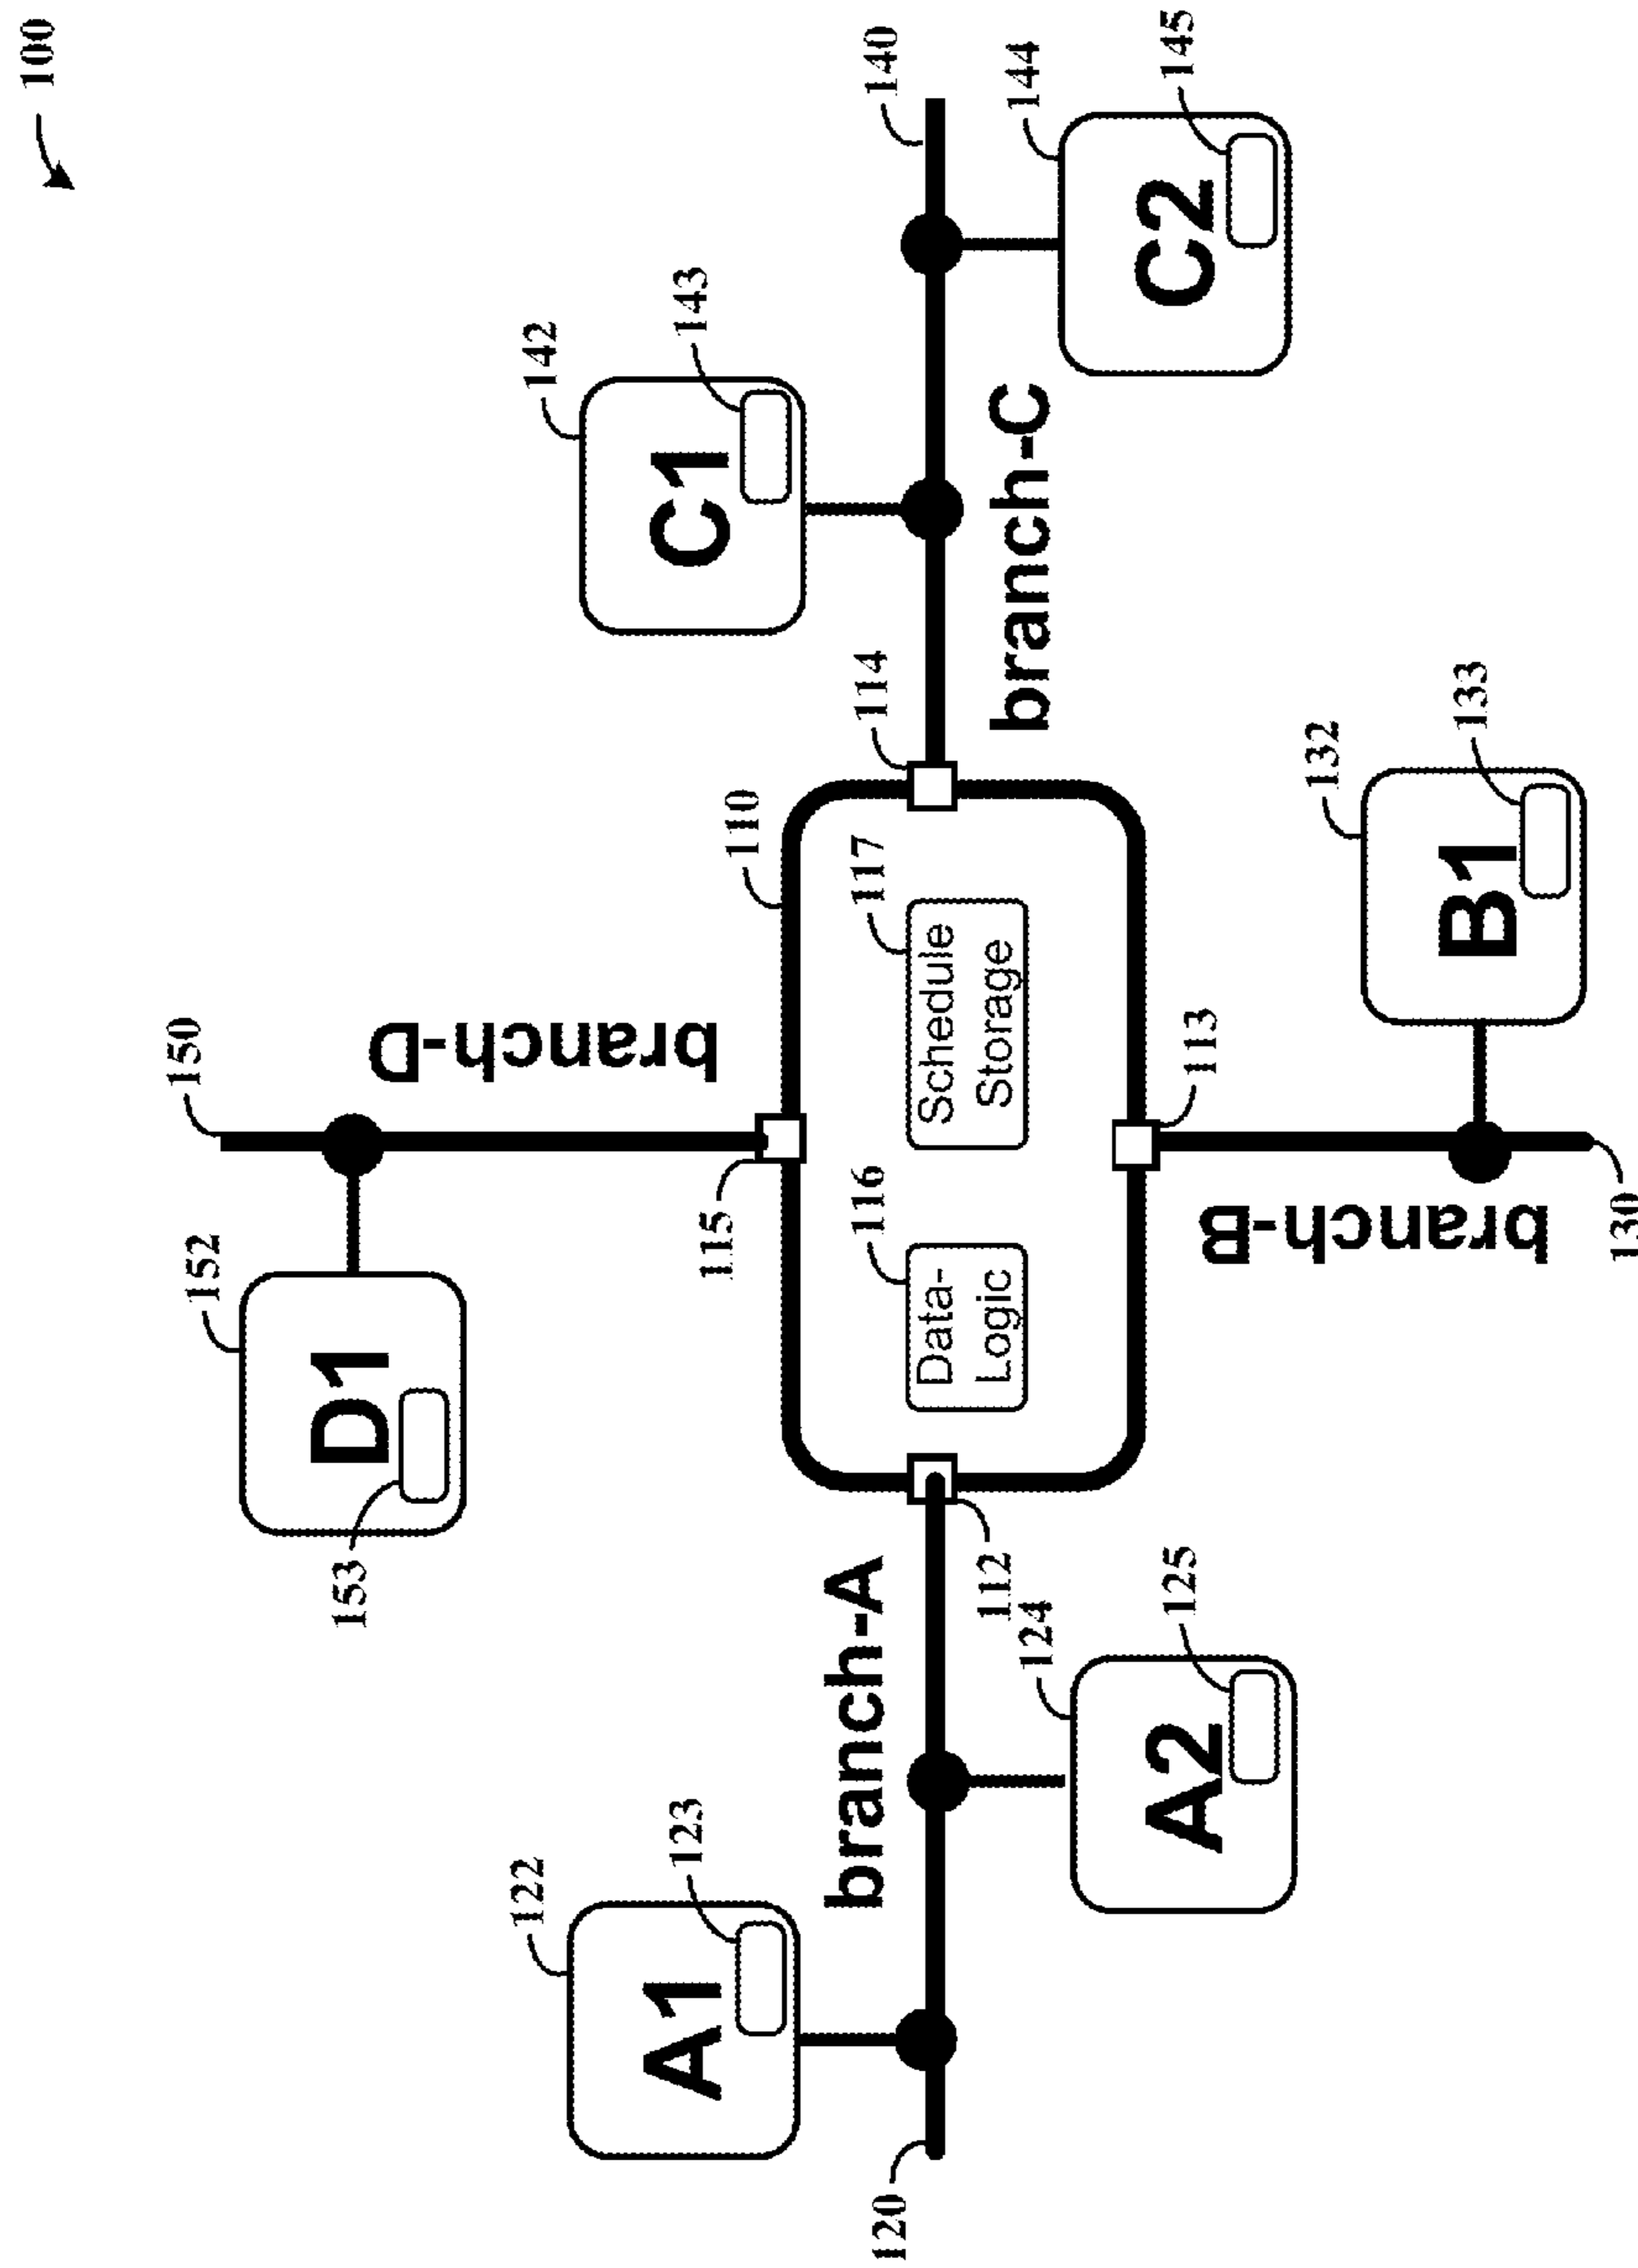 100
150
branch-D
152
D1
153
115
110
142
C1
143
114
branch-C
140
144
C2
145
122
A1
123
branch-A
120
112
124
A2
125
116
Data-
Logic
117
Schedule
Storage
113
branch-B
130
132
B1
133